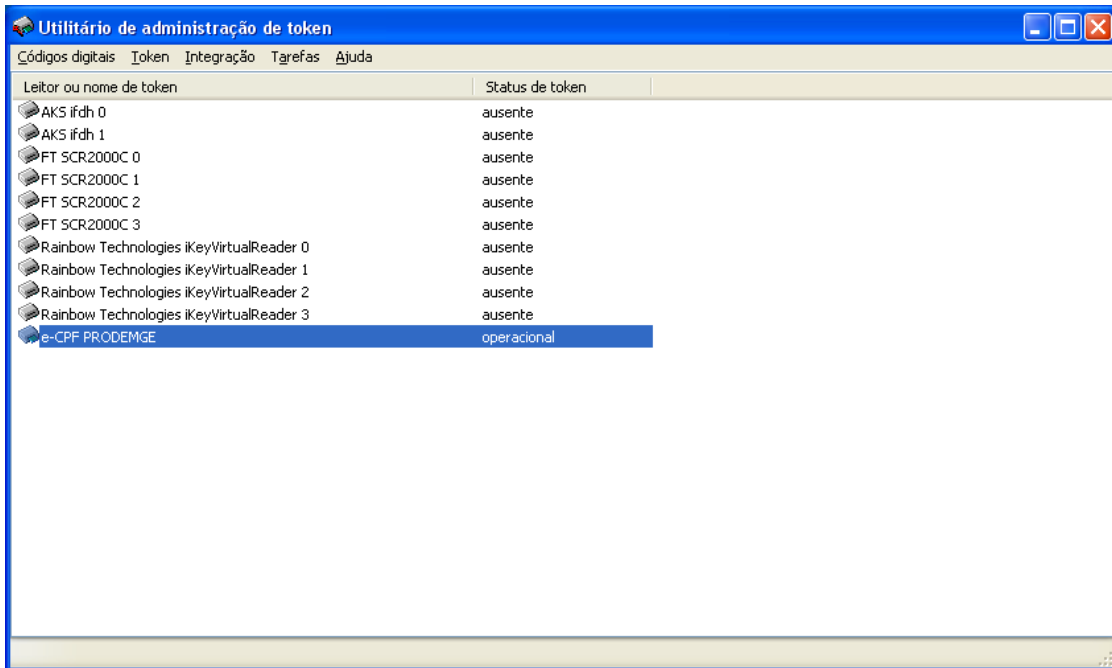 Utilitário de administração de token
Códigos digitais Token Integração Tarefas Ajuda
Leitor ou nome de token Status de token
AKS ifdh 0 ausente
AKS ifdh 1 ausente
FT SCR2000C 0 ausente
FT SCR2000C 1 ausente
FT SCR2000C 2 ausente
FT SCR2000C 3 ausente
Rainbow Technologies iKeyVirtualReader 0 ausente
Rainbow Technologies iKeyVirtualReader 1 ausente
Rainbow Technologies iKeyVirtualReader 2 ausente
Rainbow Technologies iKeyVirtualReader 3 ausente
e-CPF PRODEMGE operacional